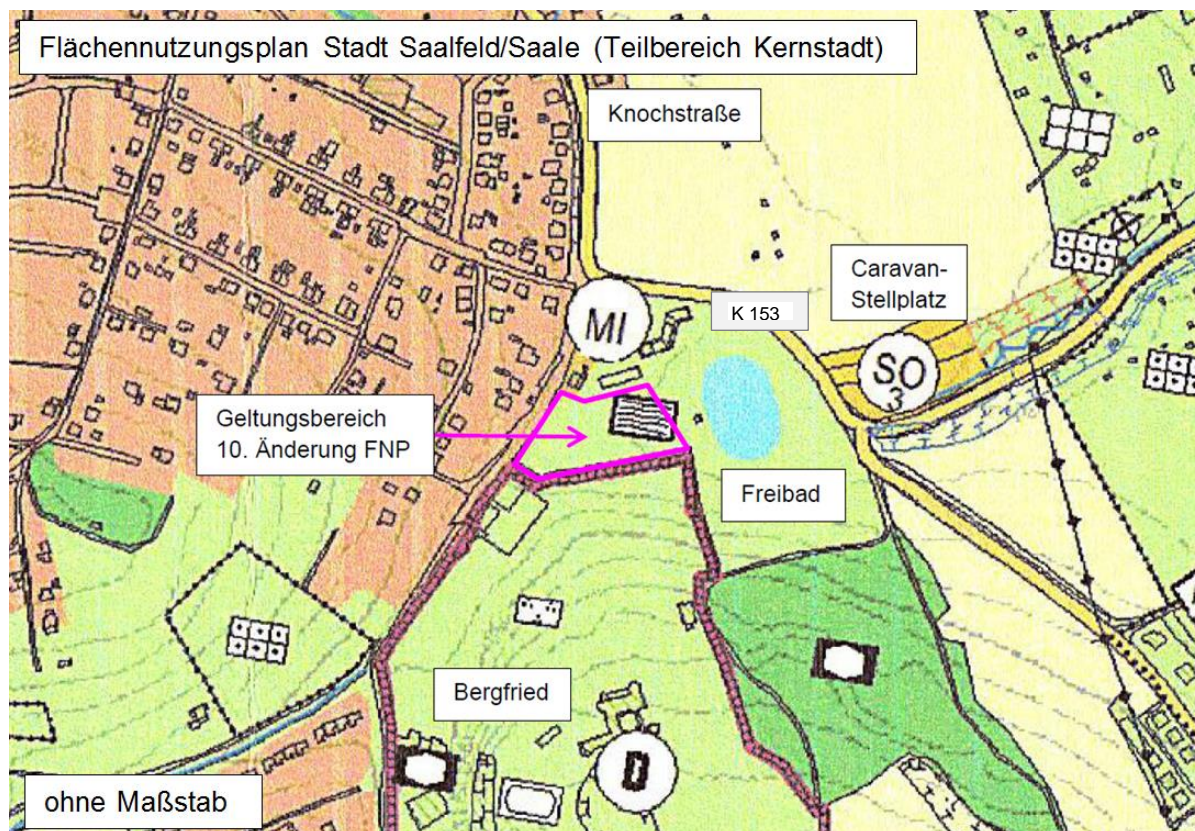 Flächennutzungsplan Stadt Saalfeld/Saale (Teilbereich Kernstadt)
Knochstraße
Caravan-
Stellplatz
K 153
MI
SO
3
Geltungsbereich
10. Änderung FNP
Freibad
Bergfried
D
ohne Maßstab